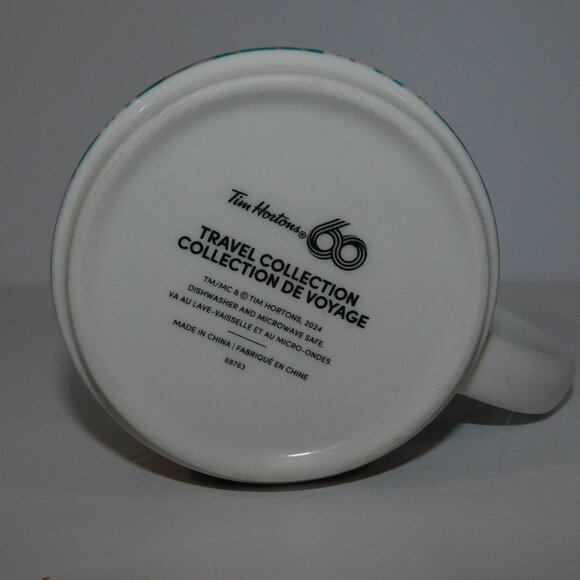 Tim Hortons® 60
TRAVEL COLLECTION
COLLECTION DE VOYAGE
TM/MC & © TIM HORTONS, 2024
DISHWASHER AND MICROWAVE SAFE.
VA AU LAVE-VAISSELLE ET AU MICRO-ONDES.
MADE IN CHINA | FABRIQUÉ EN CHINE
68763